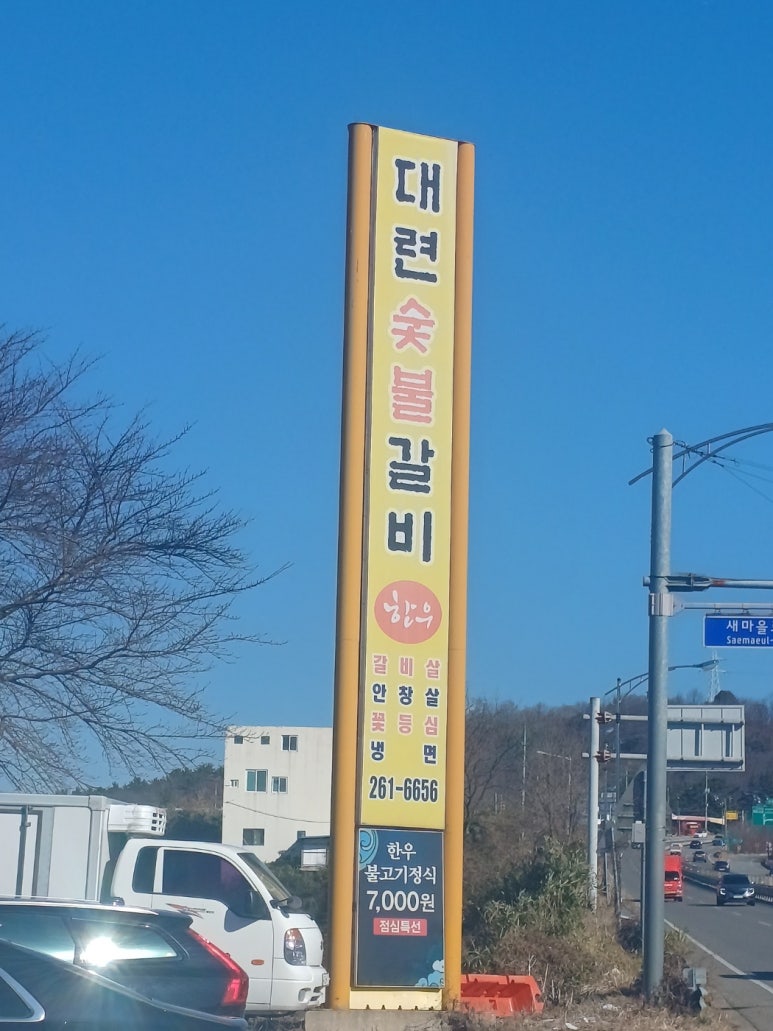 대련숯불갈비
한우
갈비살
안창살
꽃등심
냉면
261-6656
한우
불고기정식
7,000원
점심특선
새마을
Saemaeul-